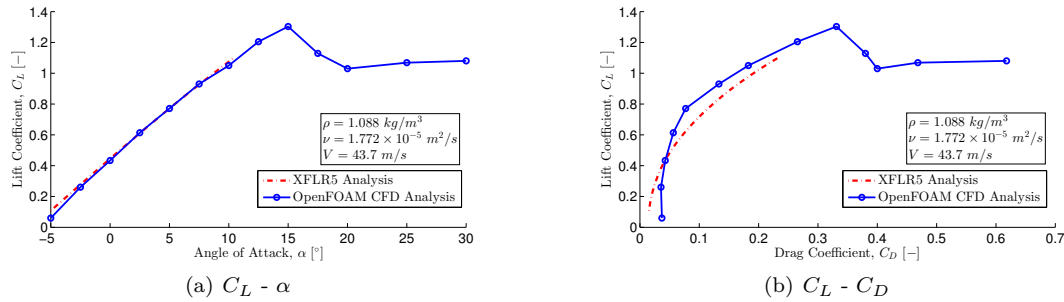 1.4
1.2
1
0.8
0.6
0.4
0.2
0
Lift Coefficient, C_L [−]
ρ = 1.088 kg/m³
ν = 1.772 × 10⁻⁵ m²/s
V = 43.7 m/s
XFLR5 Analysis
OpenFOAM CFD Analysis
−5 0 5 10 15 20 25 30
Angle of Attack, α [°]
(a) C_L - α
1.4
1.2
1
0.8
0.6
0.4
0.2
0
Lift Coefficient, C_L [−]
ρ = 1.088 kg/m³
ν = 1.772 × 10⁻⁵ m²/s
V = 43.7 m/s
XFLR5 Analysis
OpenFOAM CFD Analysis
0 0.1 0.2 0.3 0.4 0.5 0.6 0.7
Drag Coefficient, C_D [−]
(b) C_L - C_D